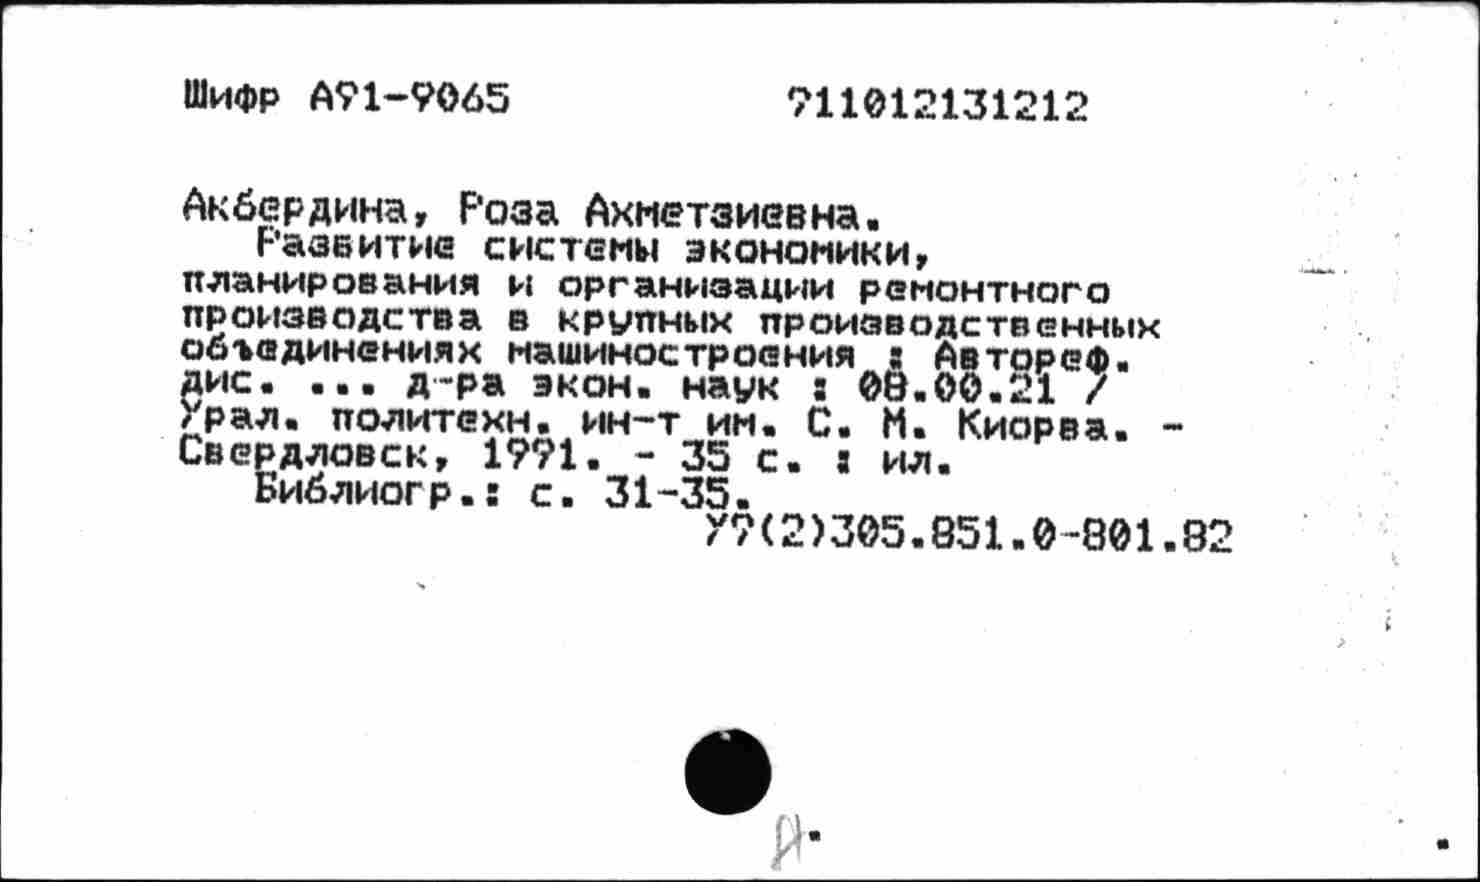 Шифр А91-9065 911012131212
Акбердина, Роза Ахметзиевна.
Развитие системы экономики,
планирования и организации ремонтного
производства в крупных производственных
объединениях машиностроения : Автореф.
дис. ... д-ра экон. наук : 08.00.21 /
Урал. политехн. ин-т им. С. М. Киорва. -
Свердловск, 1991. - 35 с. : ил.
Библиогр.: с. 31-35.
У9(2)305.851.0-801.82